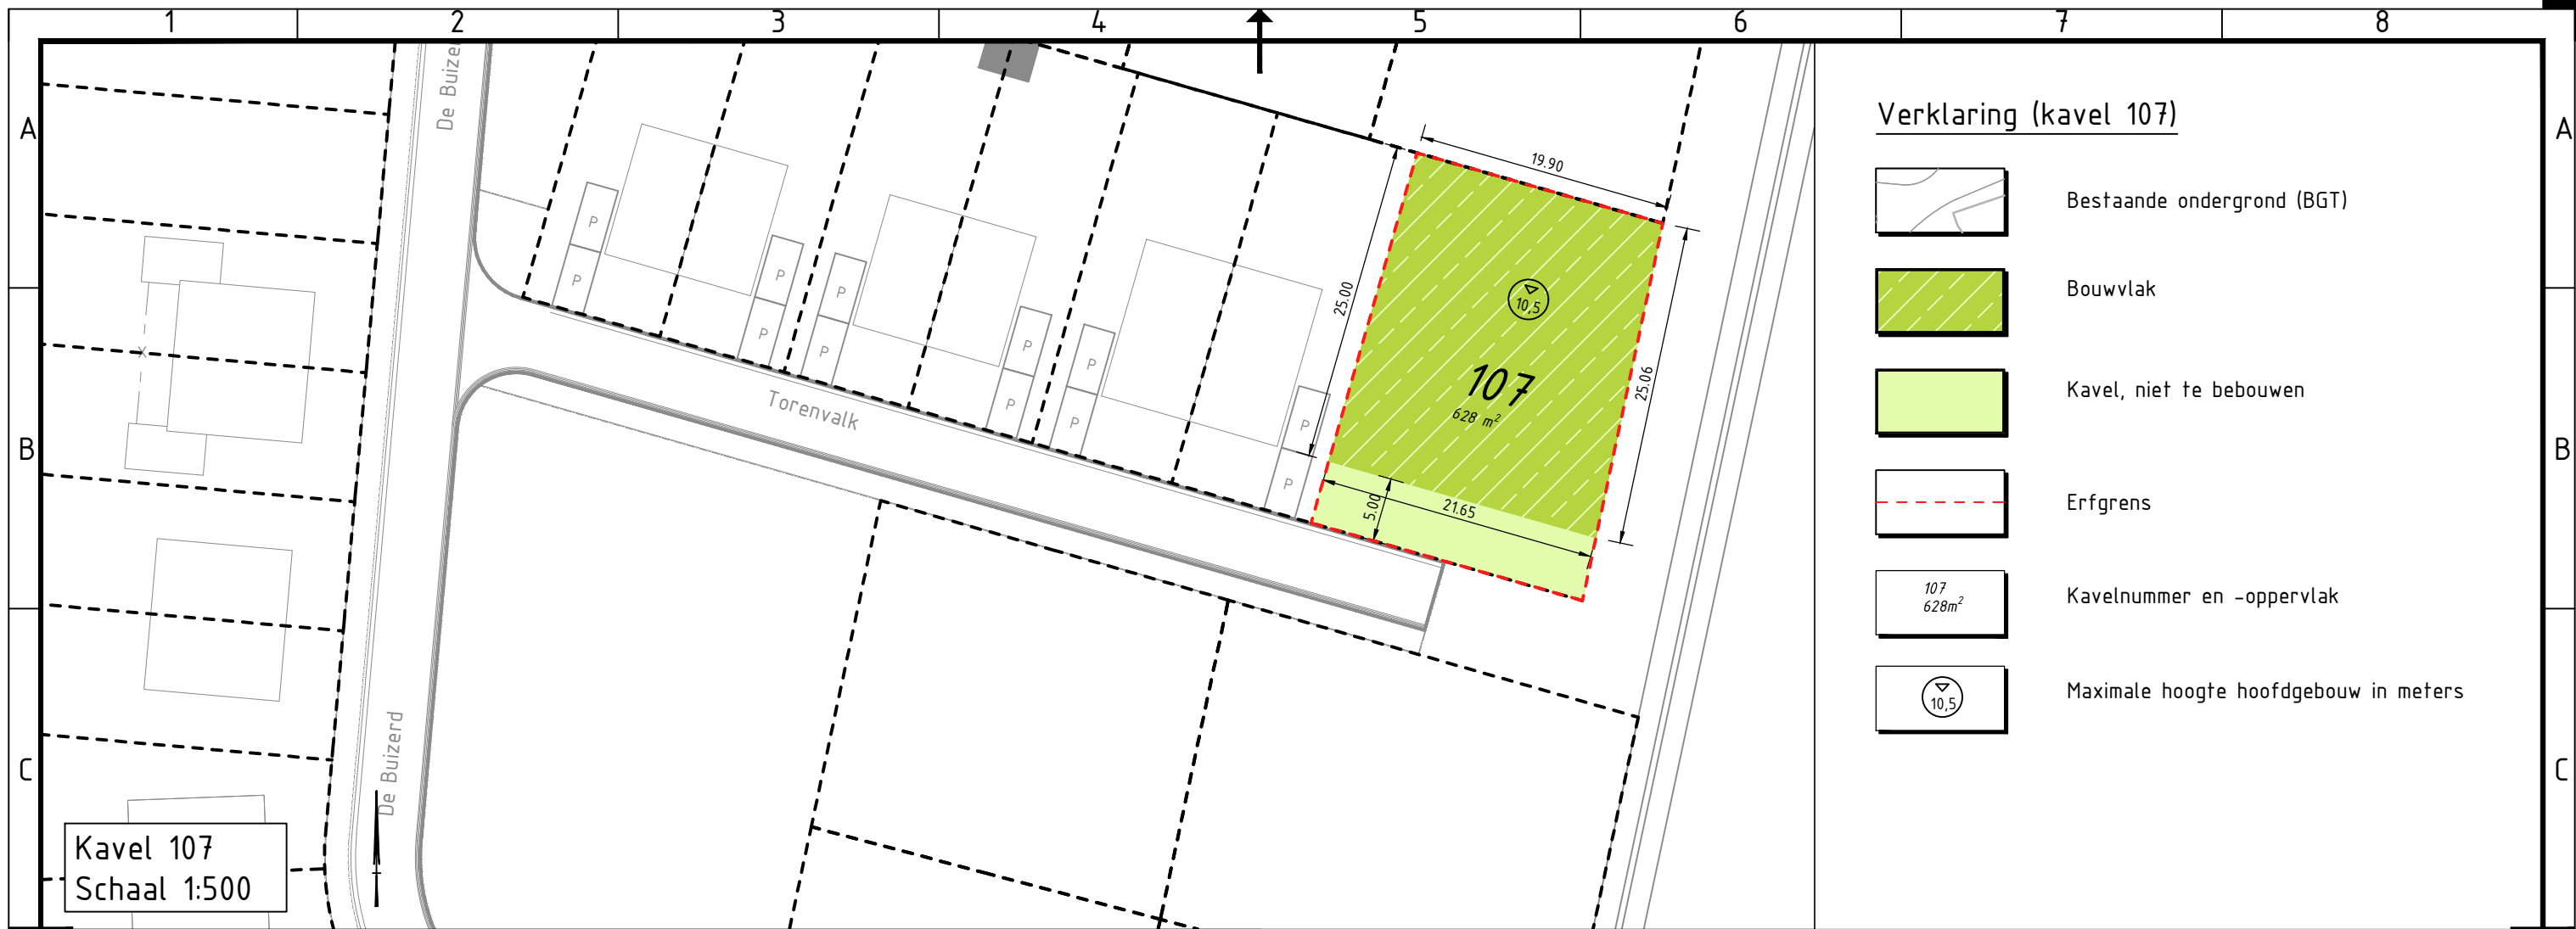 1 2 3 4 5 6 7 8
A A
B B
C C
De Buizer
De Buizerd
Torenvalk
P P P P
P P P P
P P P P
19.90
25.00
25.06
10,5
107
628 m²
5.00
21.65
x
Kavel 107
Schaal 1:500
Verklaring (kavel 107)
Bestaande ondergrond (BGT)
Bouwvlak
Kavel, niet te bebouwen
Erfgrens
107
628m²
Kavelnummer en -oppervlak
10,5
Maximale hoogte hoofdgebouw in meters